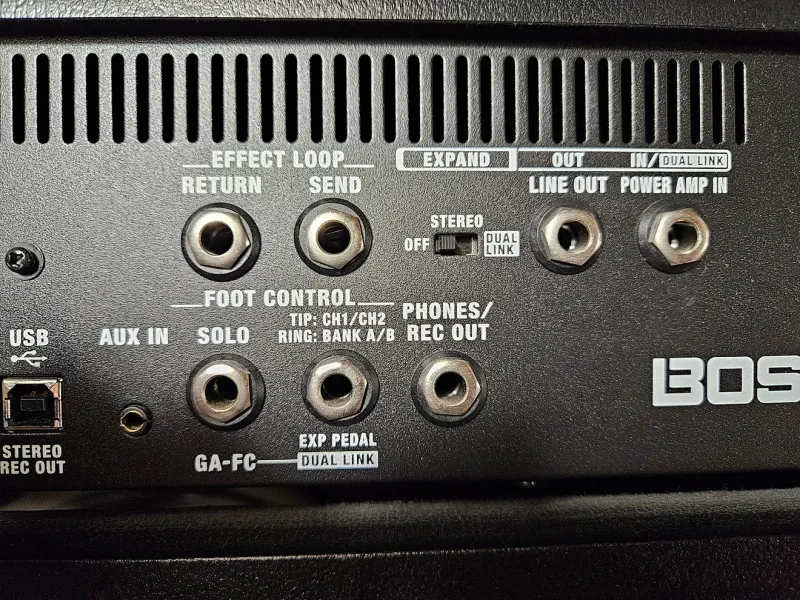 EFFECT LOOP
RETURN SEND
EXPAND OUT IN/DUAL LINK
LINE OUT POWER AMP IN
STEREO
OFF DUAL LINK
FOOT CONTROL
TIP: CH1/CH2
RING: BANK A/B
PHONES/
REC OUT
USB
AUX IN
SOLO
BOS
STEREO
REC OUT
EXP PEDAL
GA-FC DUAL LINK